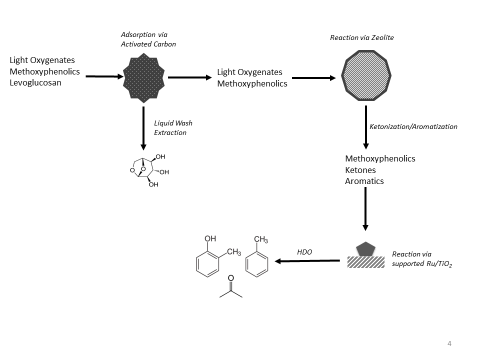 Adsorption via
Activated Carbon
Reaction via Zeolite
Light Oxygenates
Methoxyphenolics
Levoglucosan
Light Oxygenates
Methoxyphenolics
Liquid Wash
Extraction
Ketonization/Aromatization
OH
O
O
OH
OH
Methoxyphenolics
Ketones
Aromatics
OH
CH3
CH3
HDO
Reaction via
supported Ru/TiO2
O
4